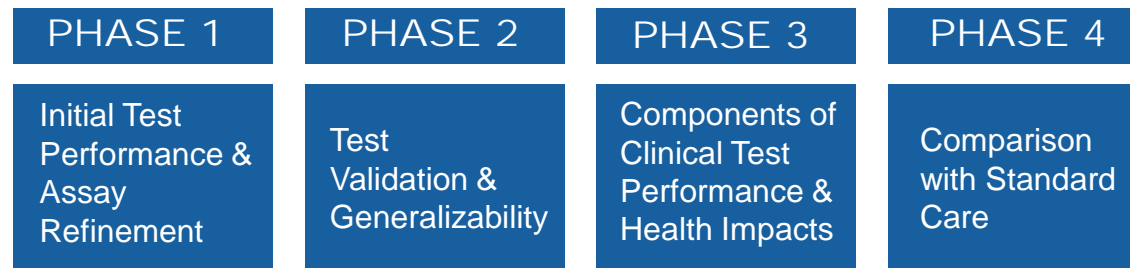 PHASE 1
PHASE 2
PHASE 3
PHASE 4
Initial Test
Performance &
Assay
Refinement
Test
Validation &
Generalizability
Components of
Clinical Test
Performance &
Health Impacts
Comparison
with Standard
Care